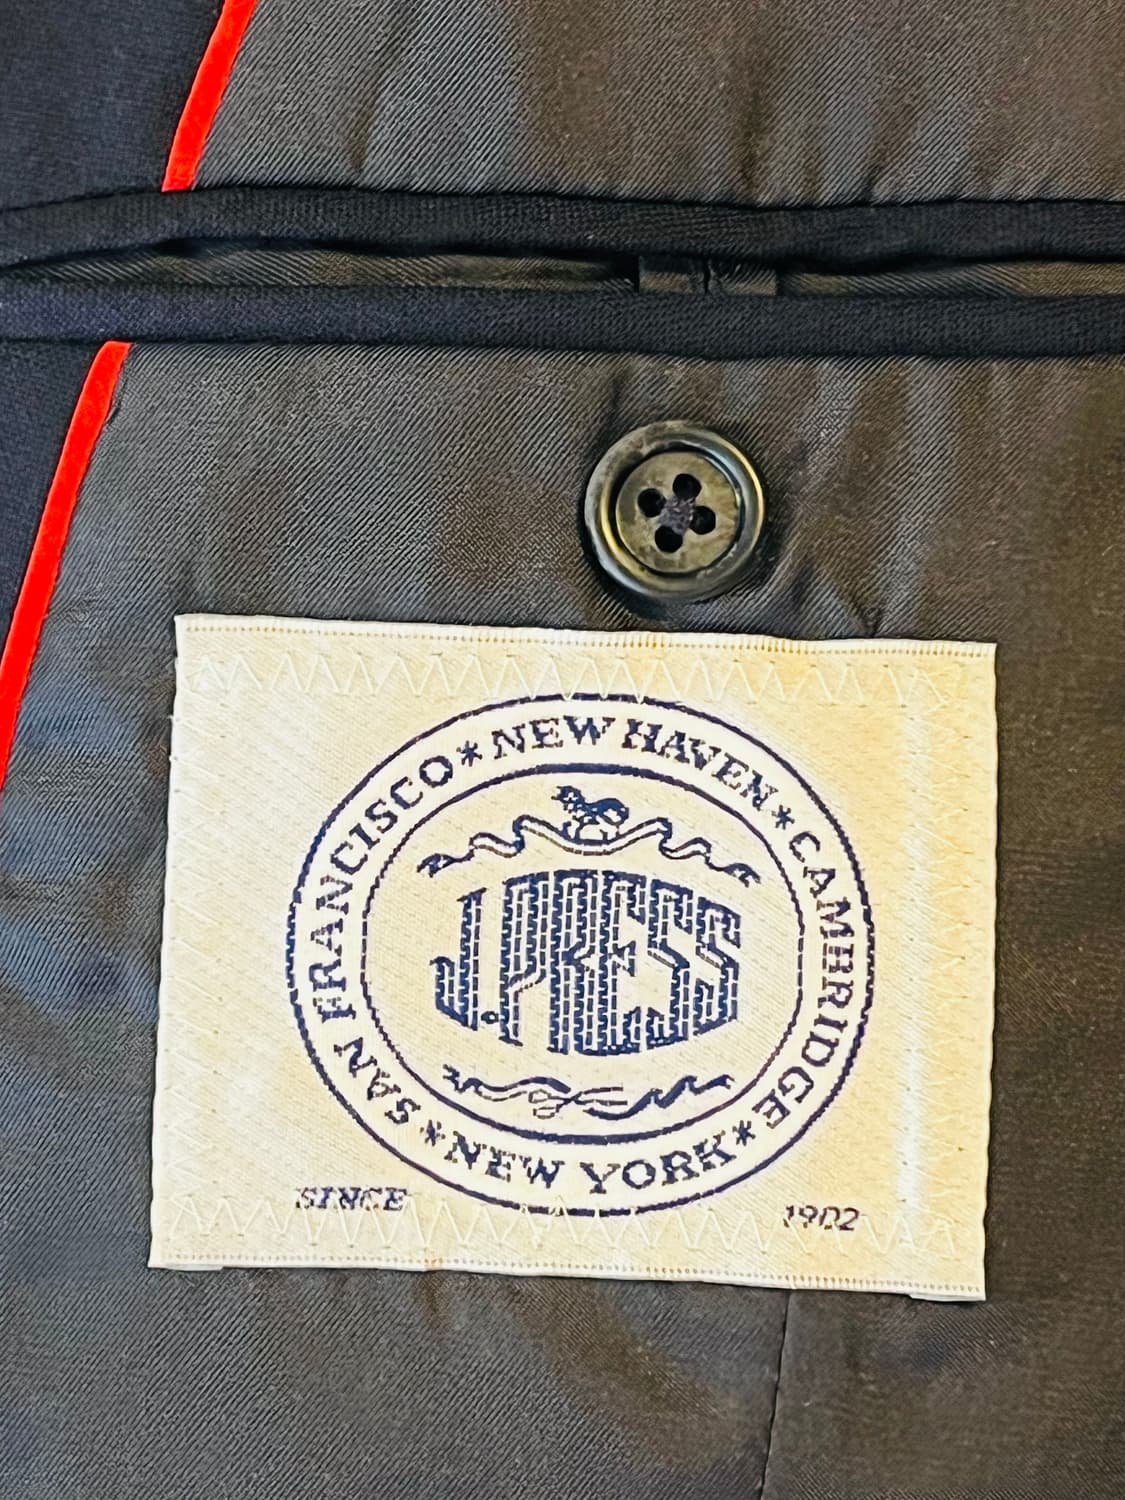 SAN FRANCISCO * NEW HAVEN * CAMBRIDGE * NEW YORK *
J. PRESS
SINCE 1902